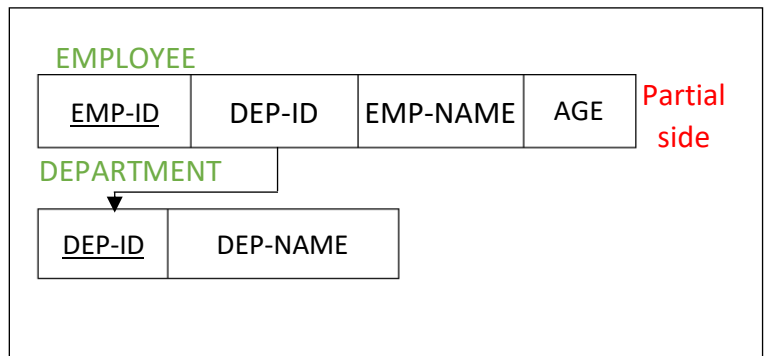 EMPLOYEE
EMP-ID DEP-ID EMP-NAME AGE
Partial
side
DEPARTMENT
DEP-ID DEP-NAME